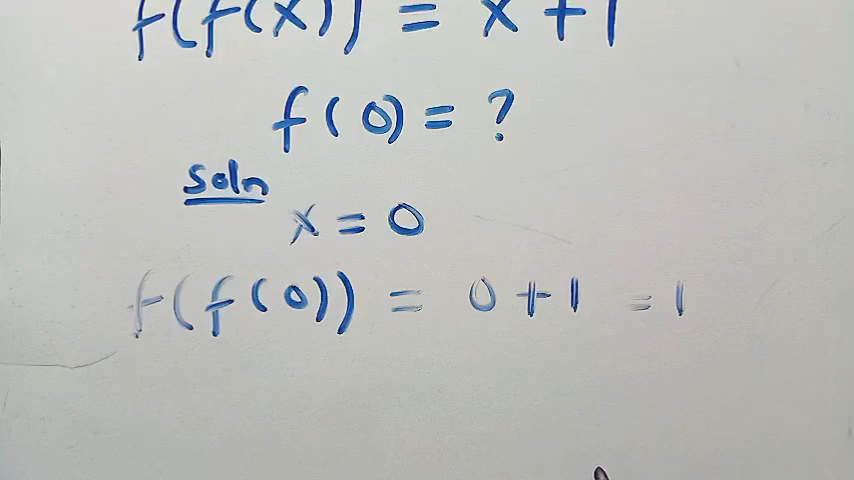 f(f(x)) = x + 1
f(0) = ?
Soln
x = 0
f(f(0)) = 0 + 1 = 1